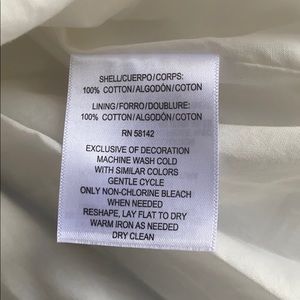 SHELL/CUERPO/CORPS:
100% COTTON/ALGODÓN/COTON
LINING/FORRO/DOUBLURE:
100% COTTON/ALGODÓN/COTON
RN 58142
EXCLUSIVE OF DECORATION
MACHINE WASH COLD
WITH SIMILAR COLORS
GENTLE CYCLE
ONLY NON-CHLORINE BLEACH
WHEN NEEDED
RESHAPE, LAY FLAT TO DRY
WARM IRON AS NEEDED
DRY CLEAN